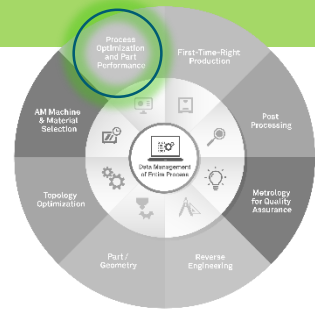 Process
Optimization
and Part
Performance
First-Time-Right
Production
AM Machine
& Material
Selection
Post
Processing
Data Management
of Entire Process
Topology
Optimization
Metrology
for Quality
Assurance
Part /
Geometry
Reverse
Engineering